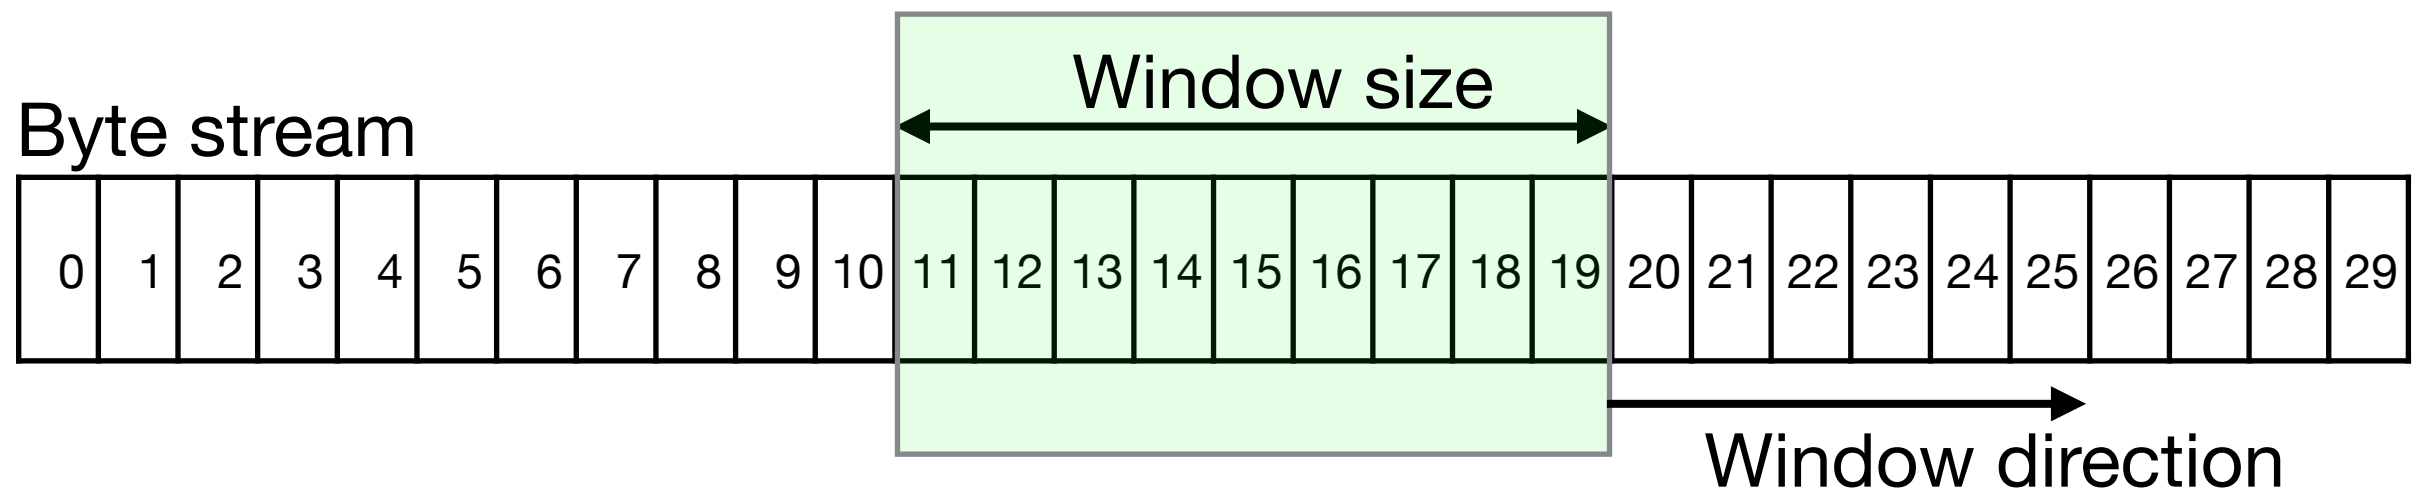 Window size
Byte stream
0 1 2 3 4 5 6 7 8 9 10 11 12 13 14 15 16 17 18 19 20 21 22 23 24 25 26 27 28 29
Window direction